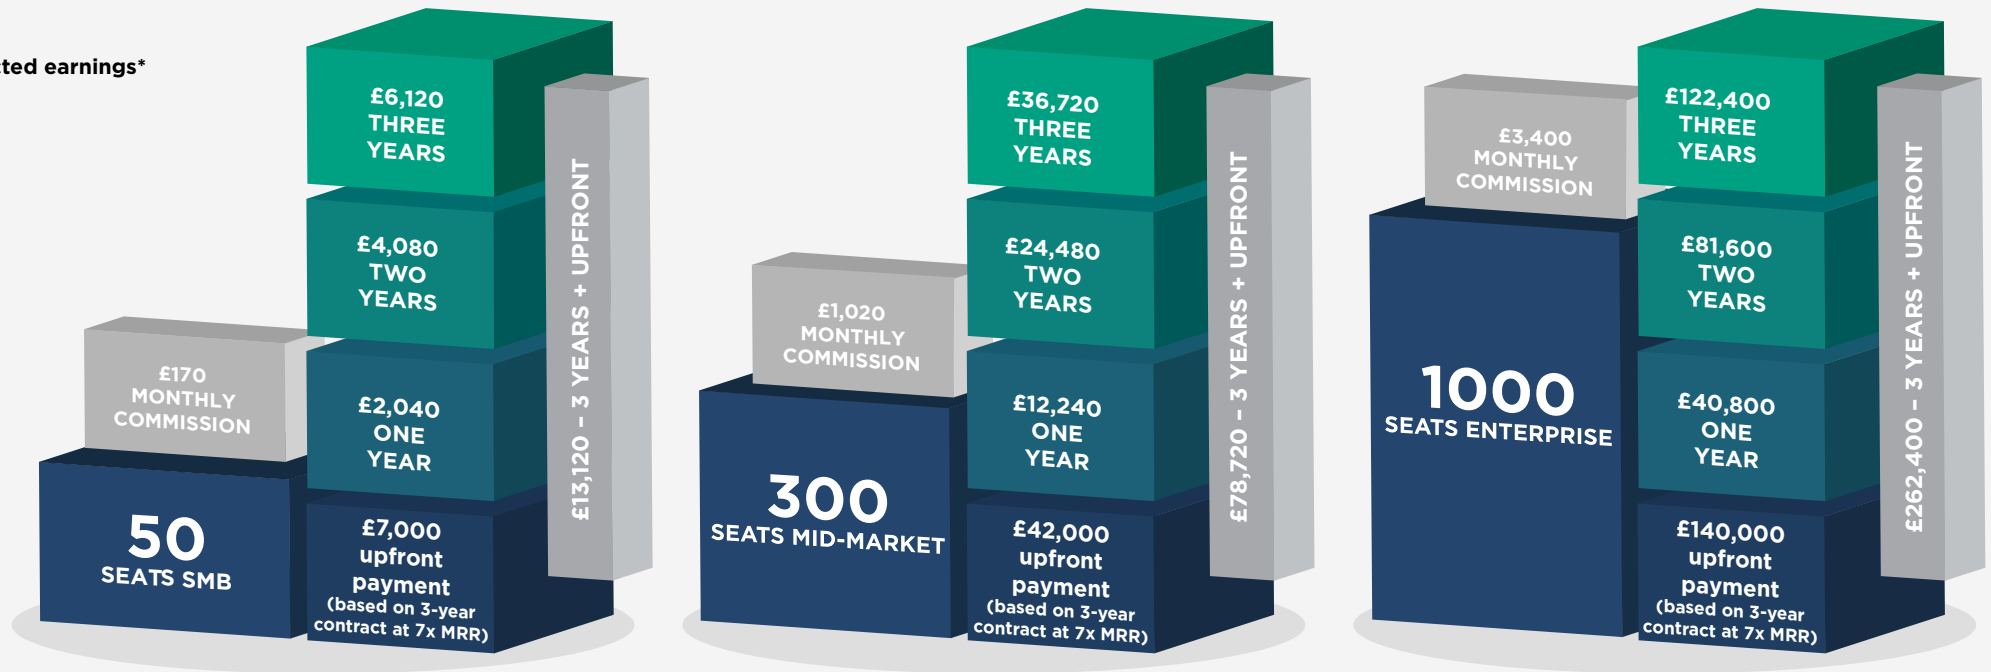 cted earnings*
£170
MONTHLY
COMMISSION
50
SEATS SMB
£6,120
THREE
YEARS
£4,080
TWO
YEARS
£2,040
ONE
YEAR
£7,000
upfront
payment
(based on 3-year
contract at 7x MRR)
£13,120 – 3 YEARS + UPFRONT
£1,020
MONTHLY
COMMISSION
300
SEATS MID-MARKET
£36,720
THREE
YEARS
£24,480
TWO
YEARS
£12,240
ONE
YEAR
£42,000
upfront
payment
(based on 3-year
contract at 7x MRR)
£78,720 – 3 YEARS + UPFRONT
£3,400
MONTHLY
COMMISSION
1000
SEATS ENTERPRISE
£122,400
THREE
YEARS
£81,600
TWO
YEARS
£40,800
ONE
YEAR
£140,000
upfront
payment
(based on 3-year
contract at 7x MRR)
£262,400 – 3 YEARS + UPFRONT